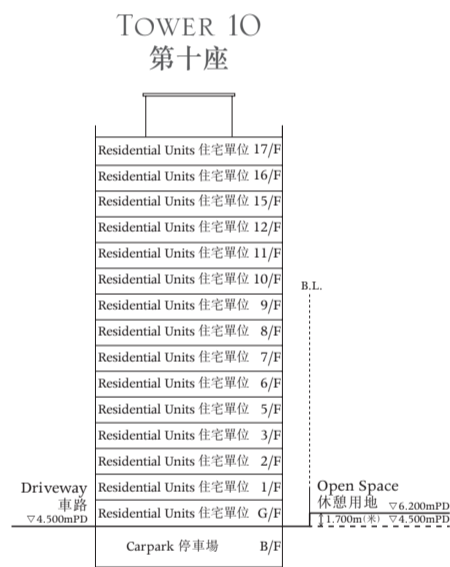 TOWER 10
第十座
Residential Units 住宅單位 17/F
Residential Units 住宅單位 16/F
Residential Units 住宅單位 15/F
Residential Units 住宅單位 12/F
Residential Units 住宅單位 11/F
Residential Units 住宅單位 10/F
B.L.
Residential Units 住宅單位 9/F
Residential Units 住宅單位 8/F
Residential Units 住宅單位 7/F
Residential Units 住宅單位 6/F
Residential Units 住宅單位 5/F
Residential Units 住宅單位 3/F
Residential Units 住宅單位 2/F
Residential Units 住宅單位 1/F
Residential Units 住宅單位 G/F
Driveway
車路
▽4.500mPD
Open Space
休憩用地 ▽6.200mPD
1.700m(米) ▽4.500mPD
Carpark 停車場 B/F